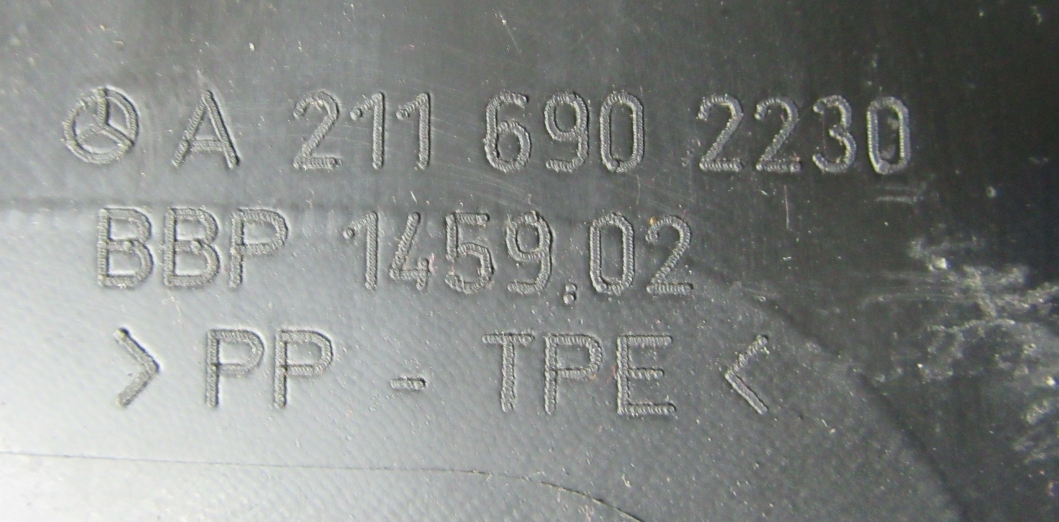 A 211 690 2230
BBP 1459.02
> PP - TPE <